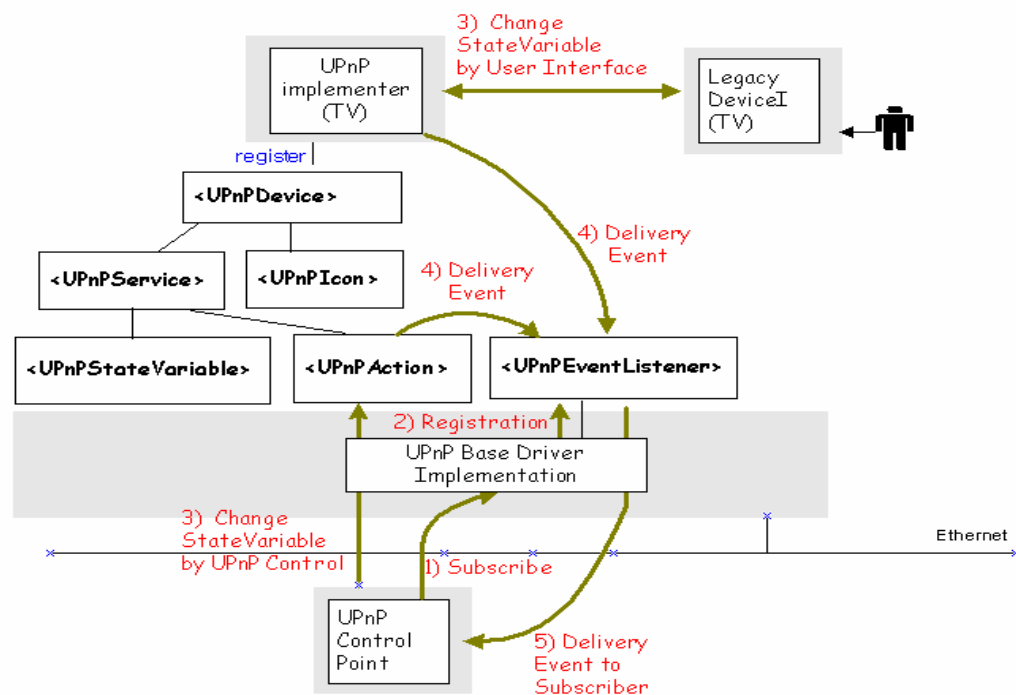 3) Change
StateVariable
by User Interface
UPnP
implementer
(TV)
Legacy
DeviceI
(TV)
register
<UPnPDevice>
4) Delivery
Event
<UPnPService>
<UPnPIcon>
4) Delivery
Event
<UPnPStateVariable>
<UPnPAction>
<UPnPEventListener>
2) Registration
UPnP Base Driver
Implementation
3) Change
StateVariable
by UPnP Control
Ethernet
1) Subscribe
UPnP
Control
Point
5) Delivery
Event to
Subscriber